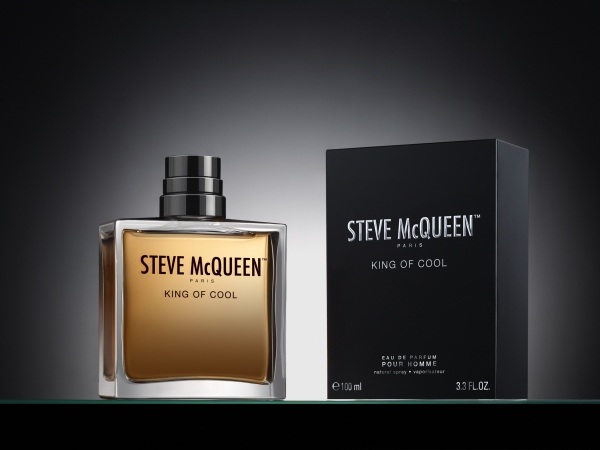 STEVE McQUEEN™
PARIS
KING OF COOL
STEVE McQUEEN™
PARIS
KING OF COOL
EAU DE PARFUM
POUR HOMME
natural spray • vaporisateur
℮ 100 ml
3.3 FL.OZ.